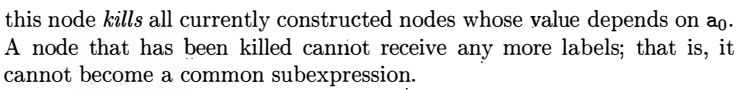 this node kills all currently constructed nodes whose value depends on a₀.
A node that has been killed cannot receive any more labels; that is, it
cannot become a common subexpression.